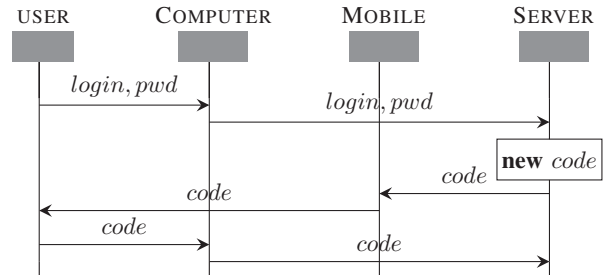 USER COMPUTER MOBILE SERVER
login, pwd
login, pwd
new code
code
code
code
code